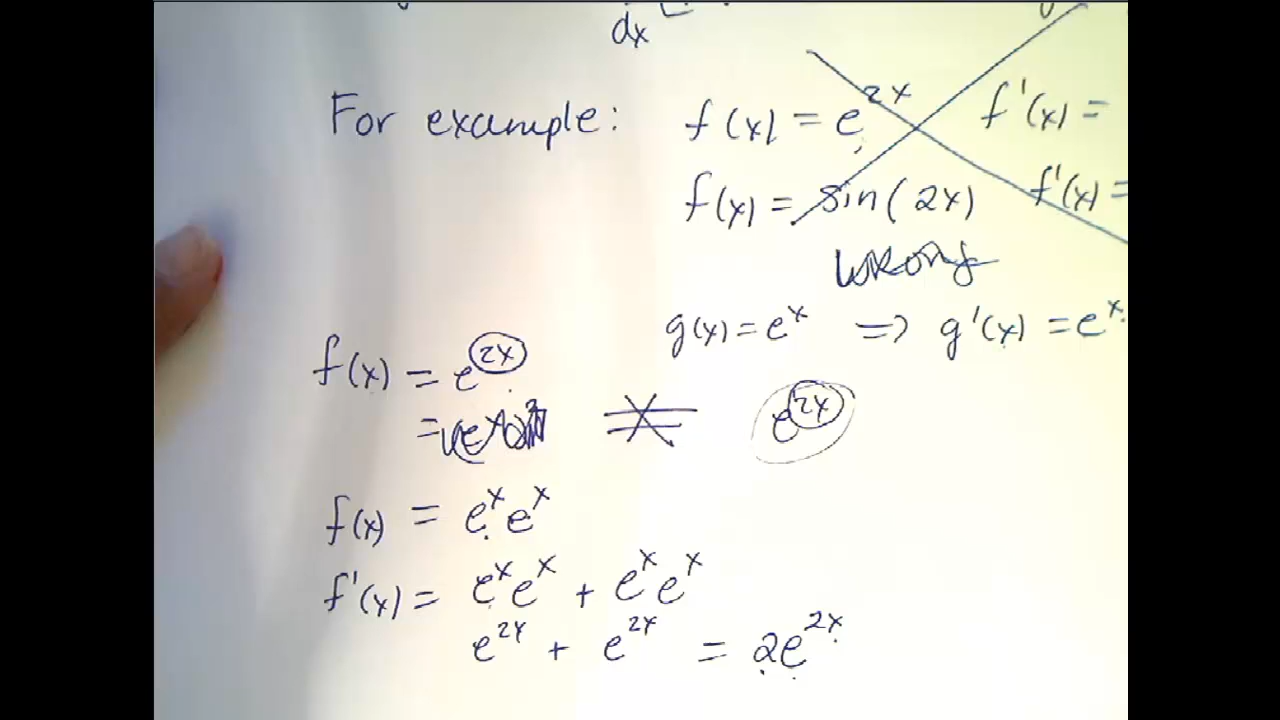 dx
For example: f(x) = e^2x f'(x) =
f(x) = sin(2x) f'(x) =
wrong
g(x) = e^x => g'(x) = e^x
f(x) = e^2x
= ≠ e^2x
f(x) = e^x e^x
f'(x) = e^x e^x + e^x e^x
e^2x + e^2x = 2e^2x